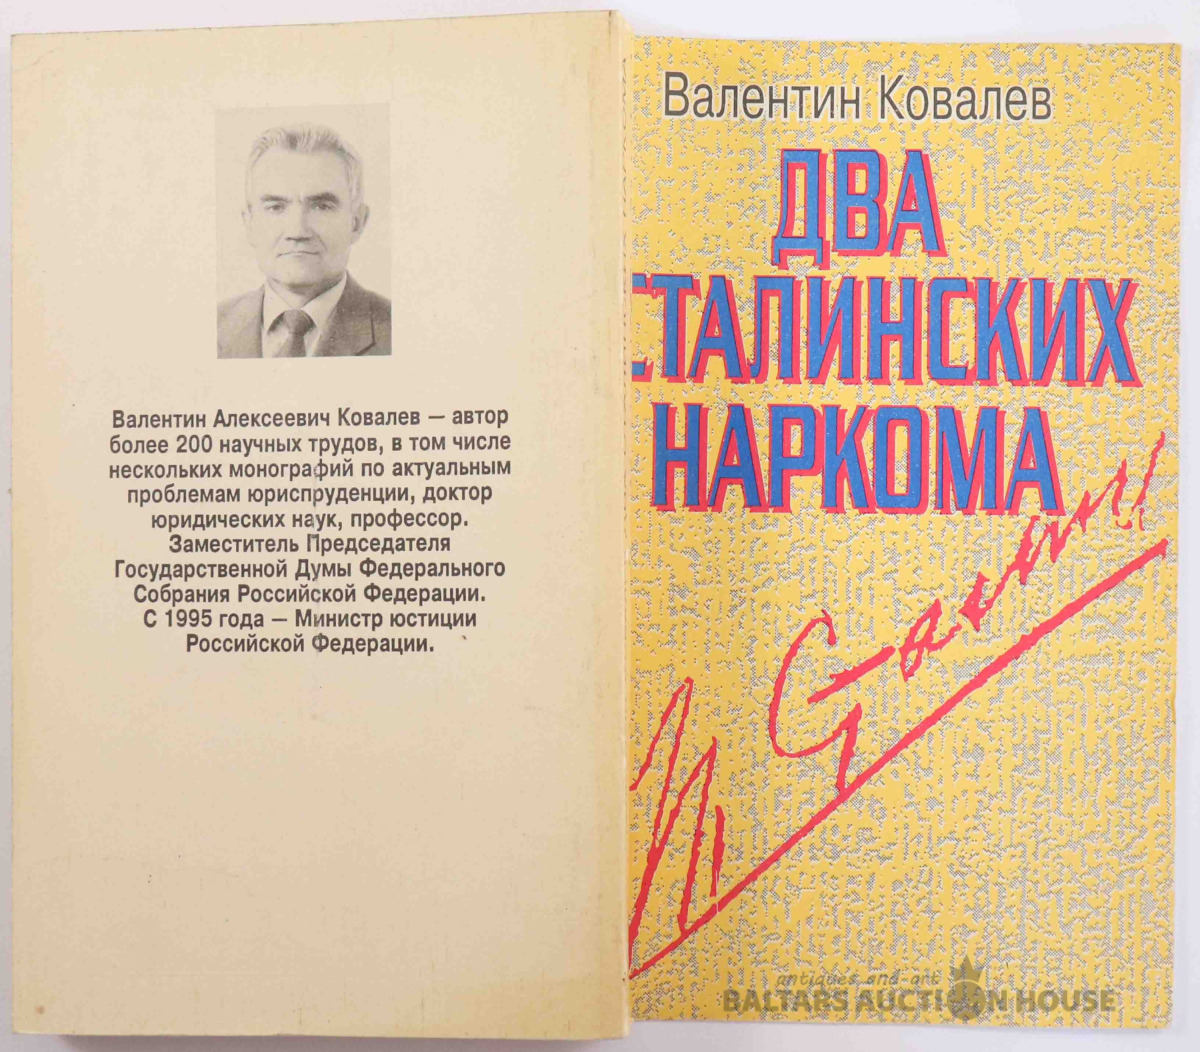 Валентин Алексеевич Ковалев — автор
более 200 научных трудов, в том числе
нескольких монографий по актуальным
проблемам юриспруденции, доктор
юридических наук, профессор.
Заместитель Председателя
Государственной Думы Федерального
Собрания Российской Федерации.
С 1995 года — Министр юстиции
Российской Федерации.
Валентин Ковалев
ДВА
СТАЛИНСКИХ
НАРКОМА
И Сталин
antiques and art
BALTARS AUCTION HOUSE